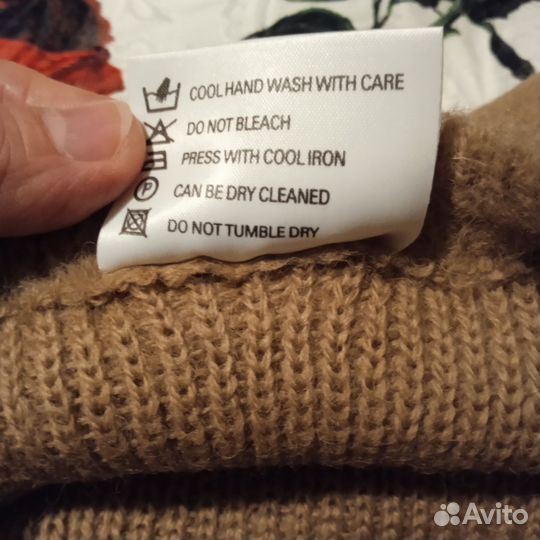 COOL HAND WASH WITH CARE
DO NOT BLEACH
PRESS WITH COOL IRON
P CAN BE DRY CLEANED
DO NOT TUMBLE DRY
Avito